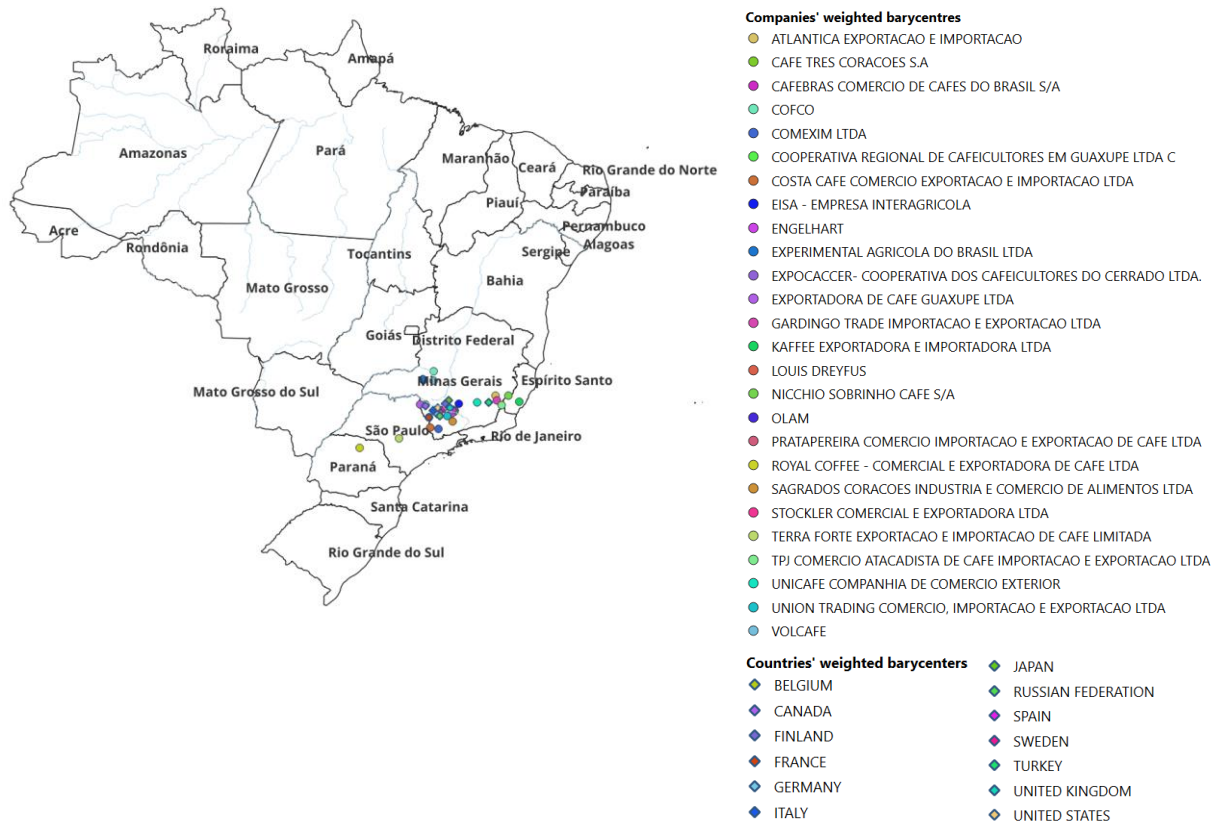 Roraima
Amapá
Amazonas
Pará
Maranhão
Ceará
Rio Grande do Norte
Paraíba
Piauí
Pernambuco
Acre
Rondônia
Alagoas
Sergipe
Tocantins
Bahia
Mato Grosso
Goiás
Distrito Federal
Minas Gerais
Espírito Santo
Mato Grosso do Sul
São Paulo
Rio de Janeiro
Paraná
Santa Catarina
Rio Grande do Sul
Companies' weighted barycentres
ATLANTICA EXPORTACAO E IMPORTACAO
CAFE TRES CORACOES S.A
CAFEBRAS COMERCIO DE CAFES DO BRASIL S/A
COFCO
COMEXIM LTDA
COOPERATIVA REGIONAL DE CAFEICULTORES EM GUAXUPE LTDA C
COSTA CAFE COMERCIO EXPORTACAO E IMPORTACAO LTDA
EISA - EMPRESA INTERAGRICOLA
ENGELHART
EXPERIMENTAL AGRICOLA DO BRASIL LTDA
EXPOCACCER- COOPERATIVA DOS CAFEICULTORES DO CERRADO LTDA.
EXPORTADORA DE CAFE GUAXUPE LTDA
GARDINGO TRADE IMPORTACAO E EXPORTACAO LTDA
KAFFEE EXPORTADORA E IMPORTADORA LTDA
LOUIS DREYFUS
NICCHIO SOBRINHO CAFE S/A
OLAM
PRATAPEREIRA COMERCIO IMPORTACAO E EXPORTACAO DE CAFE LTDA
ROYAL COFFEE - COMERCIAL E EXPORTADORA DE CAFE LTDA
SAGRADOS CORACOES INDUSTRIA E COMERCIO DE ALIMENTOS LTDA
STOCKLER COMERCIAL E EXPORTADORA LTDA
TERRA FORTE EXPORTACAO E IMPORTACAO DE CAFE LIMITADA
TPJ COMERCIO ATACADISTA DE CAFE IMPORTACAO E EXPORTACAO LTDA
UNICAFE COMPANHIA DE COMERCIO EXTERIOR
UNION TRADING COMERCIO, IMPORTACAO E EXPORTACAO LTDA
VOLCAFE
Countries' weighted barycenters
BELGIUM
CANADA
FINLAND
FRANCE
GERMANY
ITALY
JAPAN
RUSSIAN FEDERATION
SPAIN
SWEDEN
TURKEY
UNITED KINGDOM
UNITED STATES